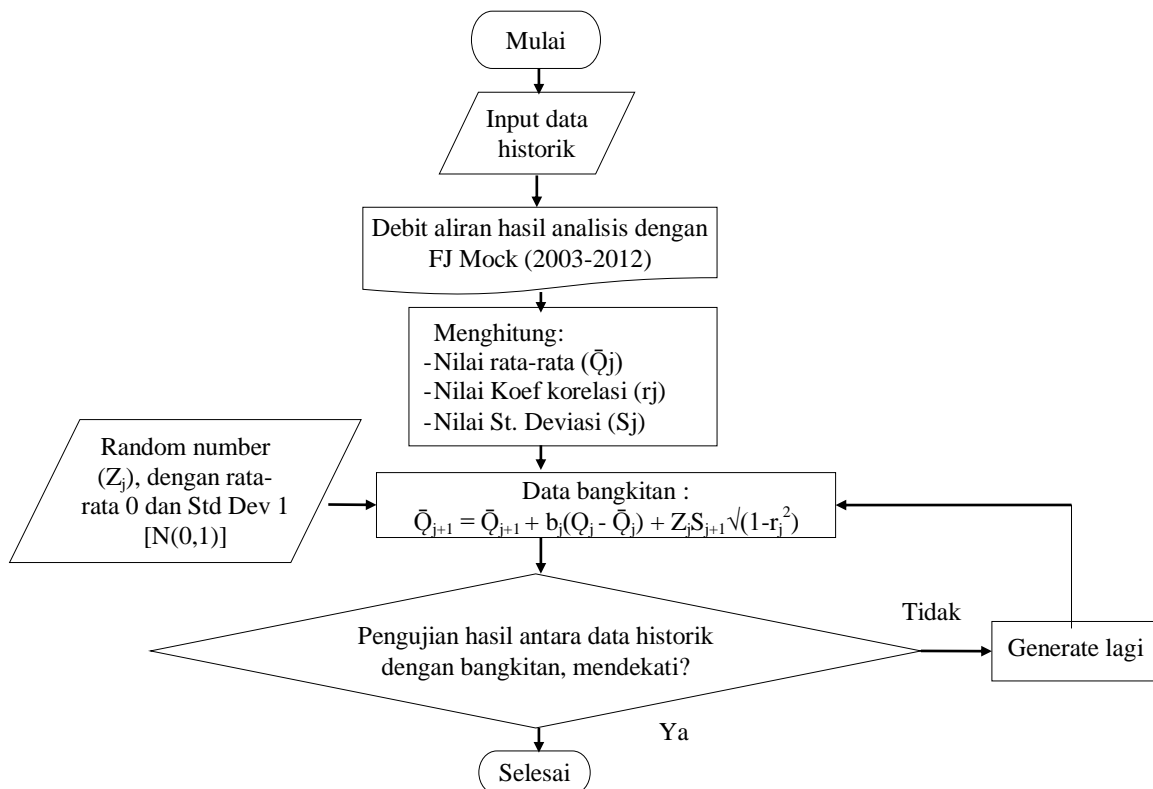 Mulai
Input data
historik
Debit aliran hasil analisis dengan
FJ Mock (2003-2012)
Menghitung:
-Nilai rata-rata (Q̨̄j)
-Nilai Koef korelasi (rj)
-Nilai St. Deviasi (Sj)
Random number
(Zⱼ), dengan rata-
rata 0 dan Std Dev 1
[N(0,1)]
Data bangkitan :
Q̨̄ⱼ₊₁ = Q̨̄ⱼ₊₁ + bⱼ(Qⱼ - Q̨̄ⱼ) + ZⱼSⱼ₊₁√(1-rⱼ²)
Pengujian hasil antara data historik
dengan bangkitan, mendekati?
Tidak
Generate lagi
Ya
Selesai